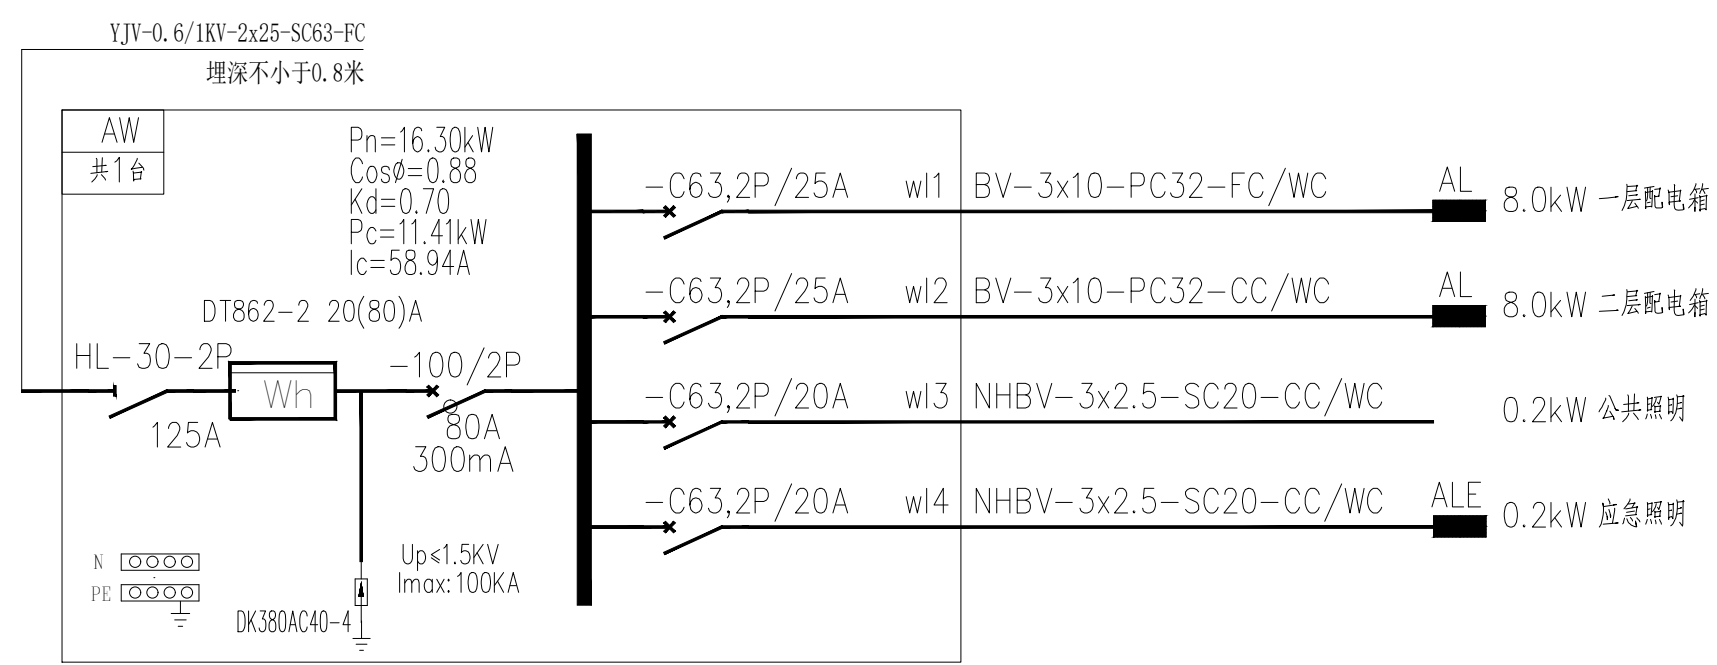 YJV-0.6/1KV-2x25-SC63-FC
埋深不小于0.8米
AW
共1台
Pn=16.30kW
Cosø=0.88
Kd=0.70
Pc=11.41kW
Ic=58.94A
DT862-2 20(80)A
HL-30-2P
Wh
125A
-100/2P
80A
300mA
-C63,2P/25A wl1 BV-3x10-PC32-FC/WC AL 8.0kW 一层配电箱
-C63,2P/25A wl2 BV-3x10-PC32-CC/WC AL 8.0kW 二层配电箱
-C63,2P/20A wl3 NHBV-3x2.5-SC20-CC/WC 0.2kW 公共照明
-C63,2P/20A wl4 NHBV-3x2.5-SC20-CC/WC ALE 0.2kW 应急照明
Up≤1.5KV
Imax:100KA
N
PE
DK380AC40-4